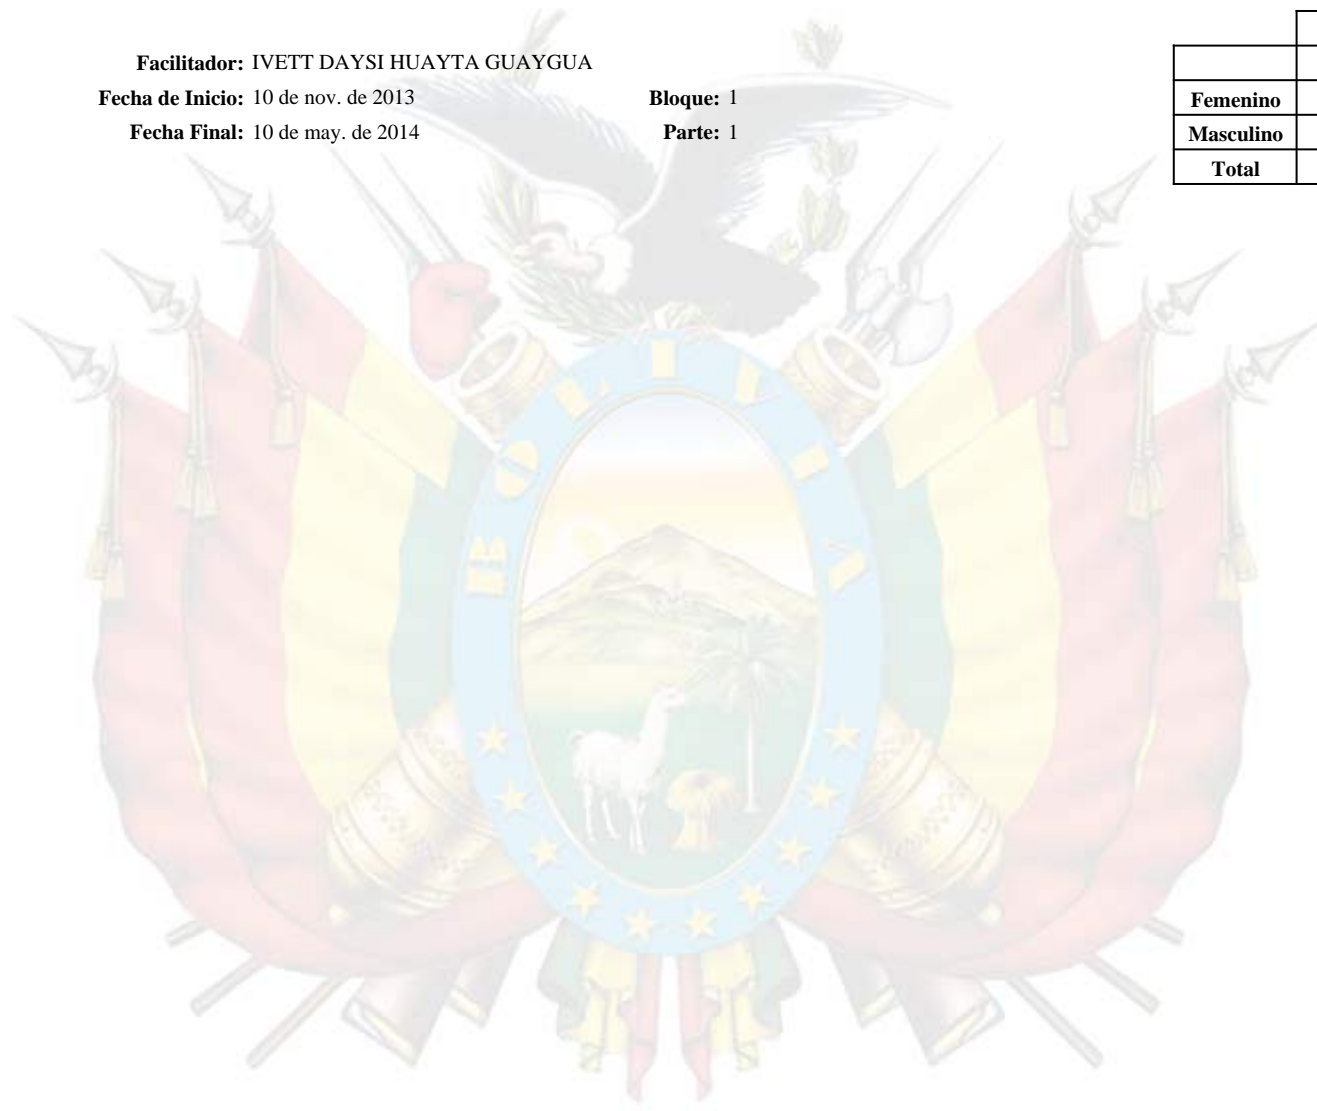 Facilitador: IVETT DAYSI HUAYTA GUAYGUA
Fecha de Inicio: 10 de nov. de 2013 Bloque: 1
Fecha Final: 10 de may. de 2014 Parte: 1
Femenino
Masculino
Total
BOLIVIA